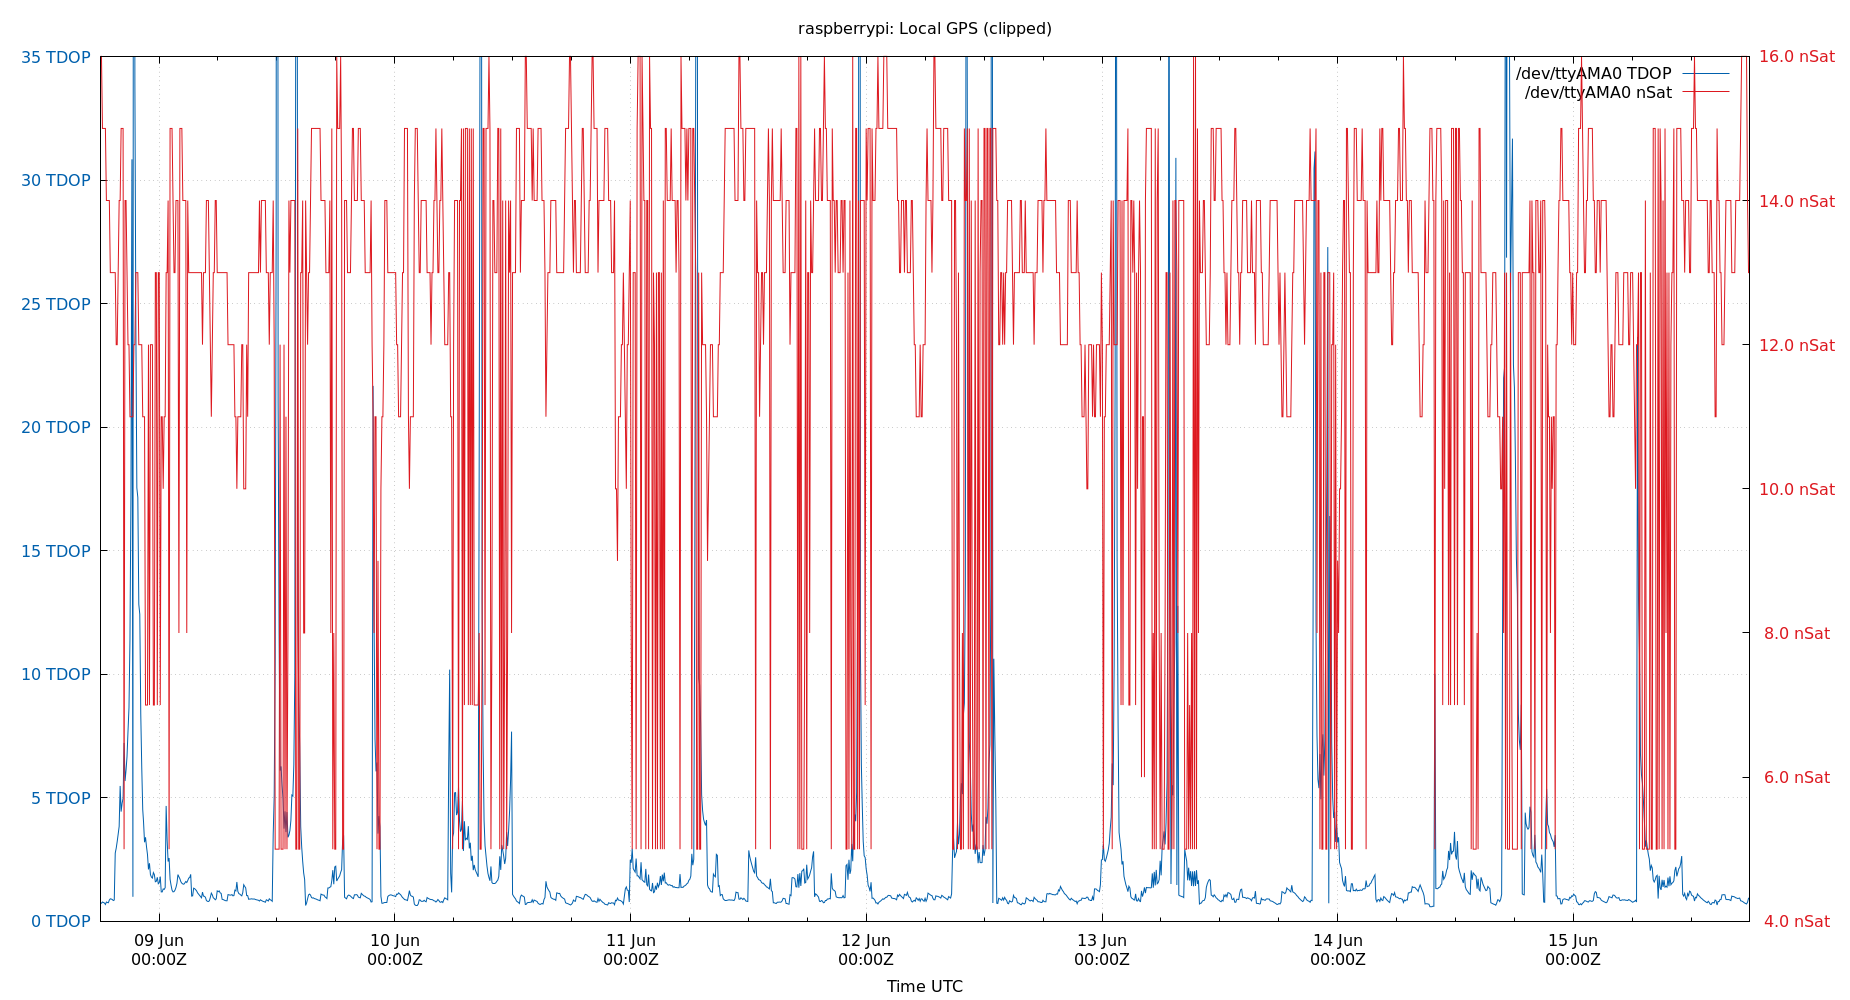 raspberrypi: Local GPS (clipped)
35 TDOP
30 TDOP
25 TDOP
20 TDOP
15 TDOP
10 TDOP
5 TDOP
0 TDOP
16.0 nSat
14.0 nSat
12.0 nSat
10.0 nSat
8.0 nSat
6.0 nSat
4.0 nSat
/dev/ttyAMA0 TDOP
/dev/ttyAMA0 nSat
09 Jun
00:00Z
10 Jun
00:00Z
11 Jun
00:00Z
12 Jun
00:00Z
13 Jun
00:00Z
14 Jun
00:00Z
15 Jun
00:00Z
Time UTC